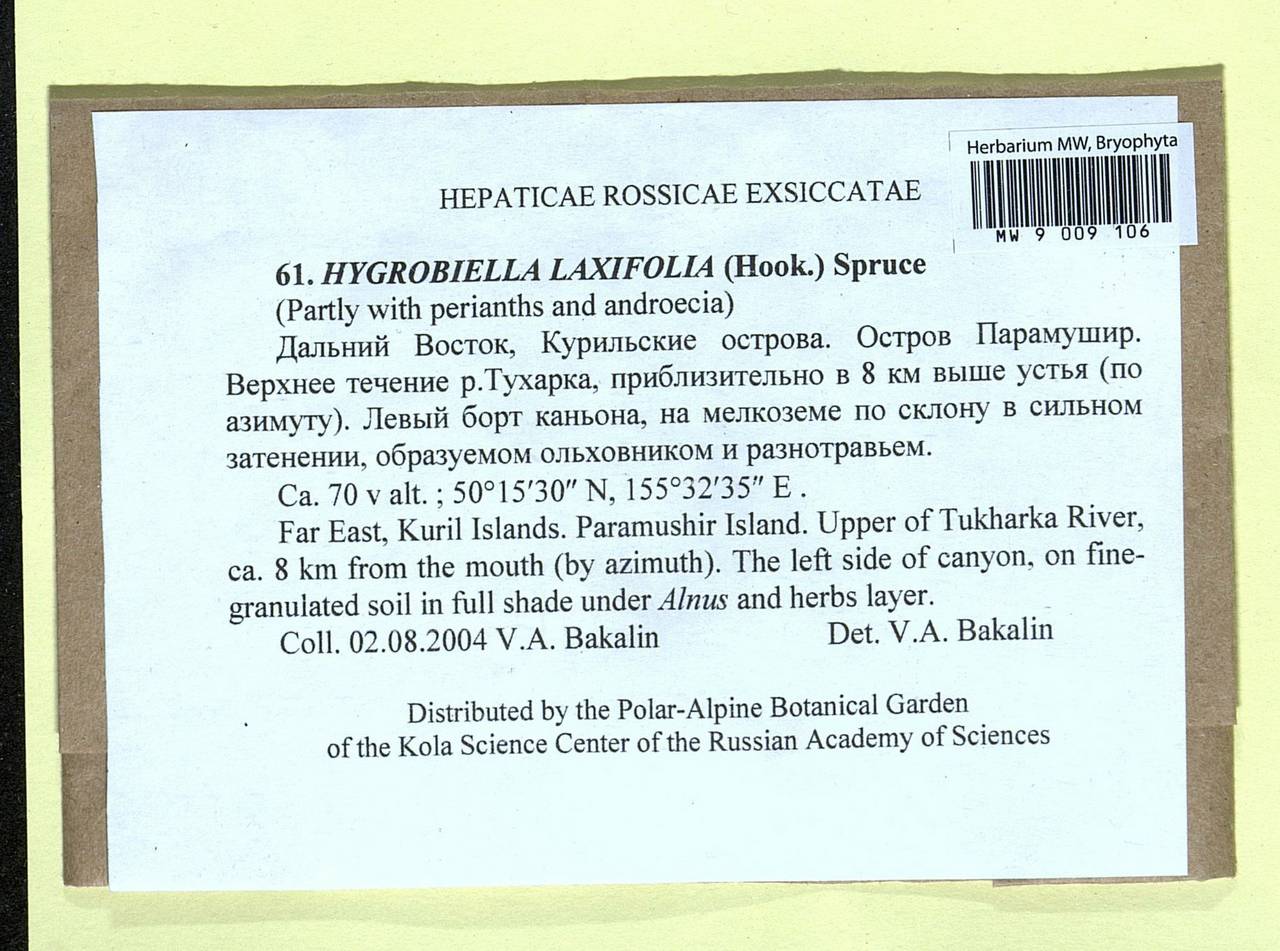 Herbarium MW, Bryophyta
MW 9 009 106
HEPATICAE ROSSICAE EXSICCATAE
61. HYGROBIELLA LAXIFOLIA (Hook.) Spruce
(Partly with perianths and androecia)
Дальний Восток, Курильские острова. Остров Парамушир.
Верхнее течение р.Тухарка, приблизительно в 8 км выше устья (по
азимуту). Левый борт каньона, на мелкоземе по склону в сильном
затенении, образуемом ольховником и разнотравьем.
Ca. 70 v alt. ; 50°15′30″ N, 155°32′35″ E .
Far East, Kuril Islands. Paramushir Island. Upper of Tukharka River,
ca. 8 km from the mouth (by azimuth). The left side of canyon, on fine-
granulated soil in full shade under Alnus and herbs layer.
Coll. 02.08.2004 V.A. Bakalin Det. V.A. Bakalin
Distributed by the Polar-Alpine Botanical Garden
of the Kola Science Center of the Russian Academy of Sciences